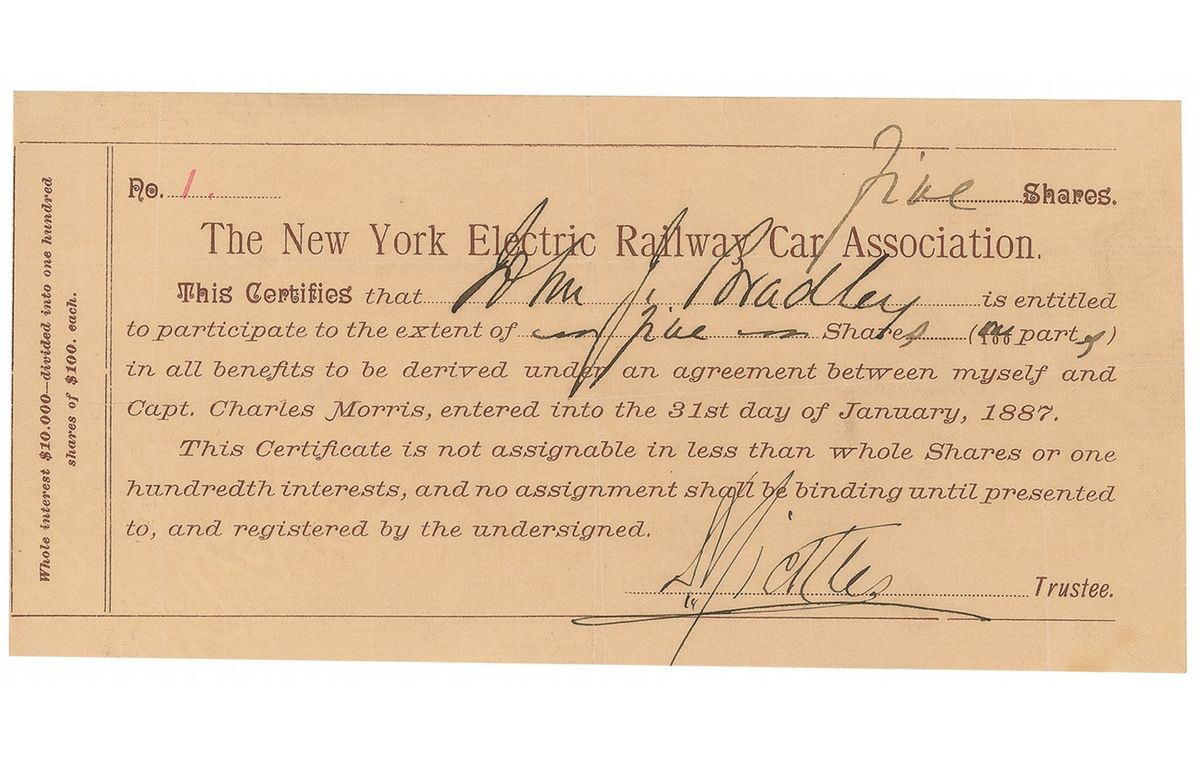 No. 1.
Five Shares.
The New York Electric Railway Car Association.
This Certifies that John J. Bradley is entitled
to participate to the extent of five Shares (100 parts)
in all benefits to be derived under an agreement between myself and
Capt. Charles Morris, entered into the 31st day of January, 1887.
This Certificate is not assignable in less than whole Shares or one
hundredth interests, and no assignment shall be binding until presented
to, and registered by the undersigned.
Trustee.
Whole interest $10.000—divided into one hundred
shares of $100. each.